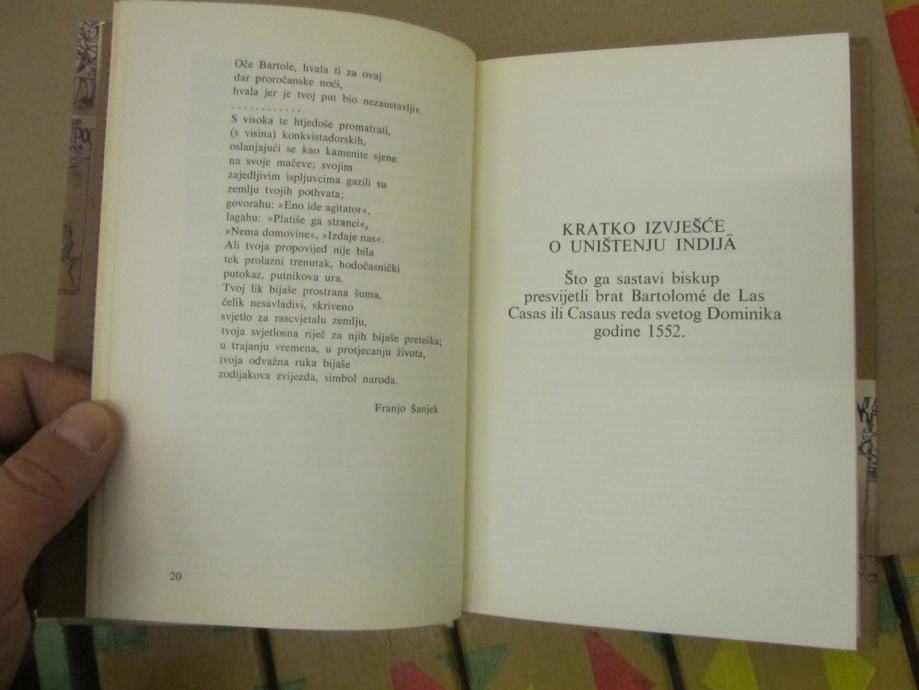 Oče Bartole, hvala ti za ovaj
dar proročanske noći,
hvala jer je tvoj put bio nezaustavljiv.
. . . . . . . . . . . .
S visoka te htjedoše promatrati,
(s visina) konkvistadorskih,
oslanjajući se kao kamenite sjene
na svoje mačeve; svojim
zajedljivim ispljuvcima gazili su
zemlju tvojih pothvata;
govorahu: »Eno ide agitator«,
lagahu: »Platiše ga stranci«,
»Nema domovine«, »Izdaje nas«.
Ali tvoja propovijed nije bila
tek prolazni trenutak, hodočasnički
putokaz, putnikova ura.
Tvoj lik bijaše prostrana šuma,
čelik nesavladivi, skriveno
svjetlo za rascvjetalu zemlju,
tvoja svjetlosna riječ za njih bijaše preteška;
u trajanju vremena, u protjecanju života,
tvoja odvažna ruka bijaše
zodijakova zvijezda, simbol naroda.
Franjo Šanjek
20
KRATKO IZVJEŠĆE
O UNIŠTENJU INDIJĀ
Što ga sastavi biskup
presvijetli brat Bartolomé de Las
Casas ili Casaus reda svetog Dominika
godine 1552.